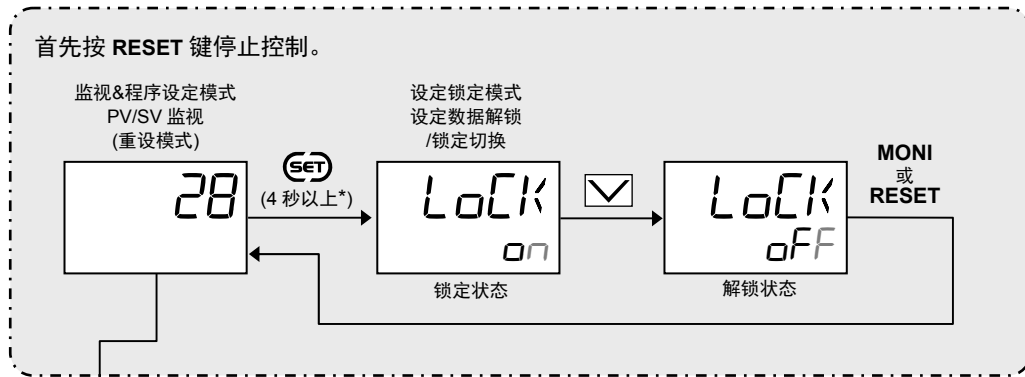 首先按 RESET 键停止控制。
监视&程序设定模式
PV/SV 监视
(重设模式)
28
SET
(4 秒以上*)
设定锁定模式
设定数据解锁
/锁定切换
LoCK
on
锁定状态
LoCK
oFF
解锁状态
MONI
或
RESET